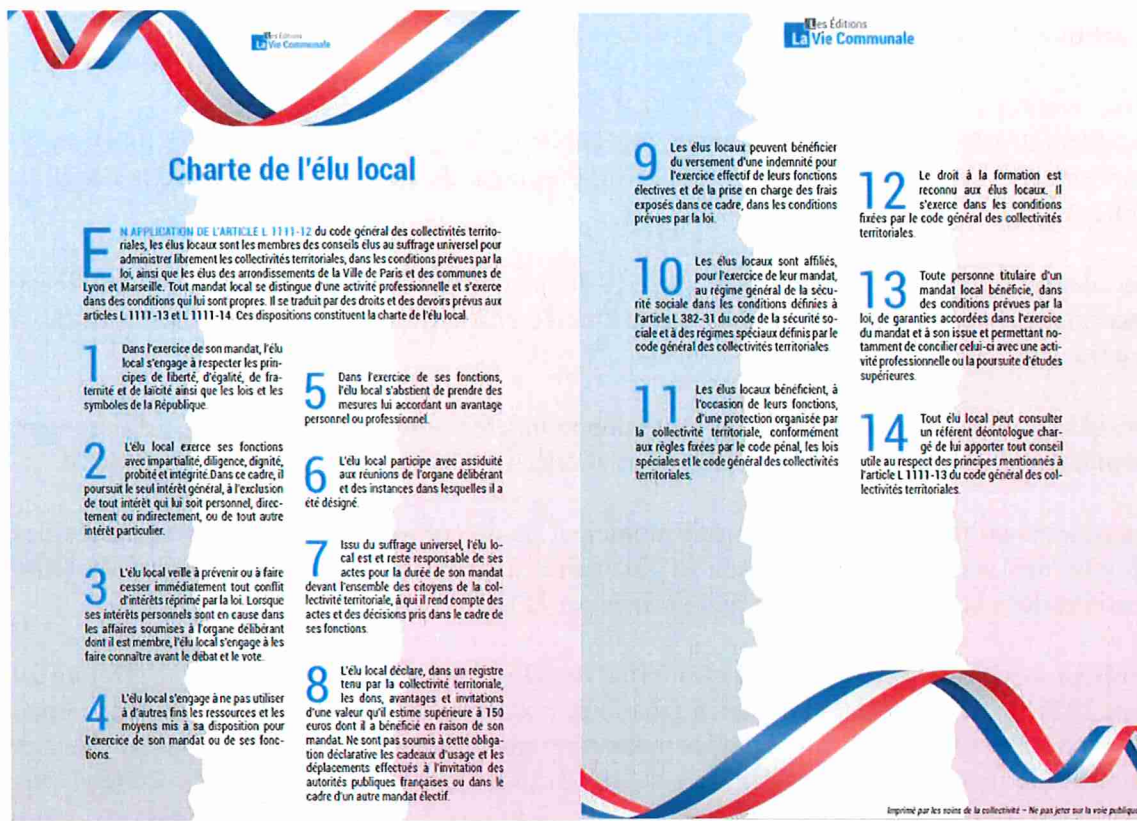 Les Éditions
La Vie Communale
Charte de l'élu local
EN APPLICATION DE L'ARTICLE L 1111-12 du code général des collectivités territo-
riales, les élus locaux sont les membres des conseils élus au suffrage universel pour
administrer librement les collectivités territoriales, dans les conditions prévues par la
loi, ainsi que les élus des arrondissements de la Ville de Paris et des communes de
Lyon et Marseille. Tout mandat local se distingue d'une activité professionnelle et s'exerce
dans des conditions qui lui sont propres. Il se traduit par des droits et des devoirs prévus aux
articles L 1111-13 et L 1111-14. Ces dispositions constituent la charte de l'élu local.
1 Dans l'exercice de son mandat, l'élu
local s'engage à respecter les prin-
cipes de liberté, d'égalité, de fra-
ternité et de laïcité ainsi que les lois et les
symboles de la République.
2 L'élu local exerce ses fonctions
avec impartialité, diligence, dignité,
probité et intégrité.Dans ce cadre, il
poursuit le seul intérêt général, à l'exclusion
de tout intérêt qui lui soit personnel, direc-
tement ou indirectement, ou de tout autre
intérêt particulier.
3 L'élu local veille à prévenir ou à faire
cesser immédiatement tout conflit
d'intérêts réprimé par la loi. Lorsque
ses intérêts personnels sont en cause dans
les affaires soumises à l'organe délibérant
dont il est membre, l'élu local s'engage à les
faire connaître avant le débat et le vote.
4 L'élu local s'engage à ne pas utiliser
à d'autres fins les ressources et les
moyens mis à sa disposition pour
l'exercice de son mandat ou de ses fonc-
tions.
5 Dans l'exercice de ses fonctions,
l'élu local s'abstient de prendre des
mesures lui accordant un avantage
personnel ou professionnel.
6 L'élu local participe avec assiduité
aux réunions de l'organe délibérant
et des instances dans lesquelles il a
été désigné.
7 Issu du suffrage universel, l'élu lo-
cal est et reste responsable de ses
actes pour la durée de son mandat
devant l'ensemble des citoyens de la col-
lectivité territoriale, à qui il rend compte des
actes et des décisions pris dans le cadre de
ses fonctions.
8 L'élu local déclare, dans un registre
tenu par la collectivité territoriale,
les dons, avantages et invitations
d'une valeur qu'il estime supérieure à 150
euros dont il a bénéficié en raison de son
mandat. Ne sont pas soumis à cette obliga-
tion déclarative les cadeaux d'usage et les
déplacements effectués à l'invitation des
autorités publiques françaises ou dans le
cadre d'un autre mandat électif.
Les Éditions
La Vie Communale
9 Les élus locaux peuvent bénéficier
du versement d'une indemnité pour
l'exercice effectif de leurs fonctions
électives et de la prise en charge des frais
exposés dans ce cadre, dans les conditions
prévues par la loi.
10 Les élus locaux sont affiliés,
pour l'exercice de leur mandat,
au régime général de la sécu-
rité sociale dans les conditions définies à
l'article L 382-31 du code de la sécurité so-
ciale et à des régimes spéciaux définis par le
code général des collectivités territoriales.
11 Les élus locaux bénéficient, à
l'occasion de leurs fonctions,
d'une protection organisée par
la collectivité territoriale, conformément
aux règles fixées par le code pénal, les lois
spéciales et le code général des collectivités
territoriales.
12 Le droit à la formation est
reconnu aux élus locaux. Il
s'exerce dans les conditions
fixées par le code général des collectivités
territoriales.
13 Toute personne titulaire d'un
mandat local bénéficie, dans
des conditions prévues par la
loi, de garanties accordées dans l'exercice
du mandat et à son issue et permettant no-
tamment de concilier celui-ci avec une acti-
vité professionnelle ou la poursuite d'études
supérieures.
14 Tout élu local peut consulter
un référent déontologue char-
gé de lui apporter tout conseil
utile au respect des principes mentionnés à
l'article L 1111-13 du code général des col-
lectivités territoriales.
Imprimé par les soins de la collectivité – Ne pas jeter sur la voie publique